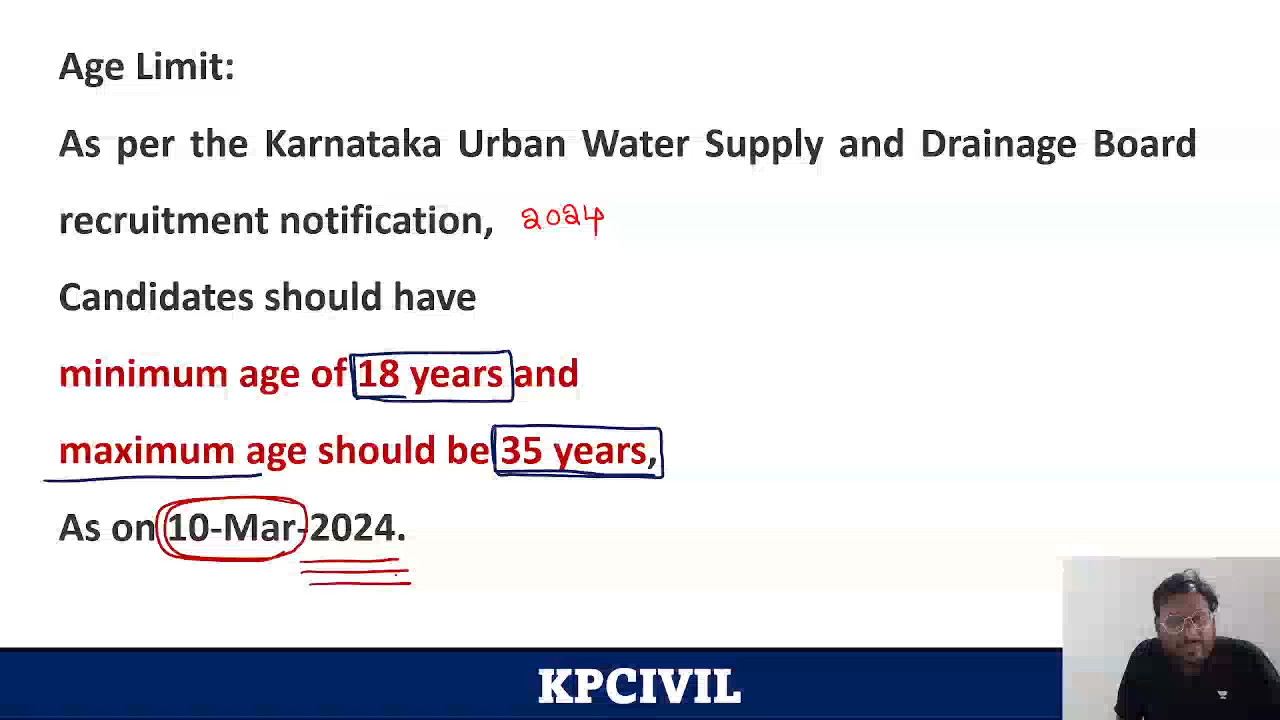 Age Limit:
As per the Karnataka Urban Water Supply and Drainage Board
recruitment notification, 2024
Candidates should have
minimum age of 18 years and
maximum age should be 35 years,
As on 10-Mar-2024.
KPCIVIL